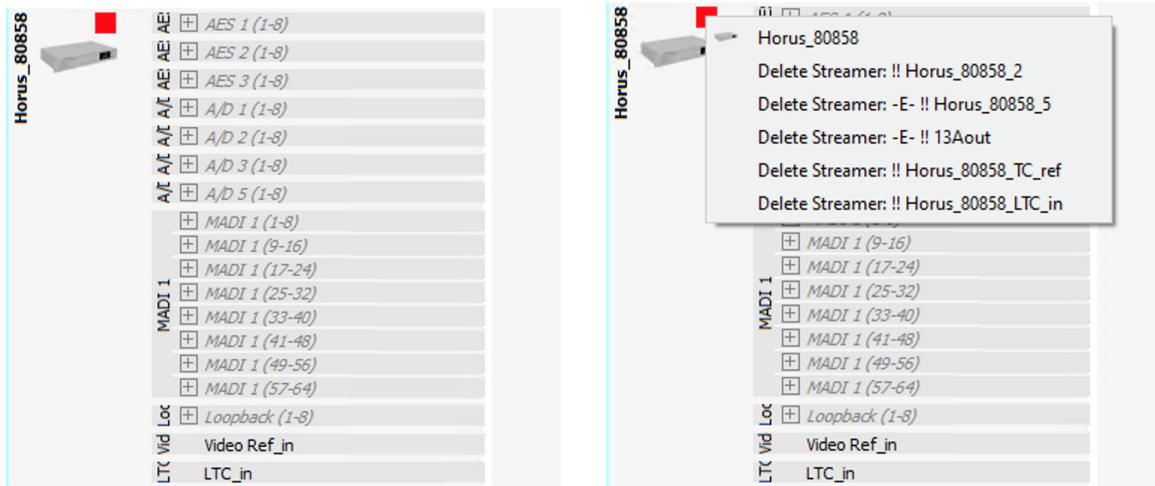 Horus_80858
AES 1 (1-8)
AES 2 (1-8)
AES 3 (1-8)
A/D 1 (1-8)
A/D 2 (1-8)
A/D 3 (1-8)
A/D 5 (1-8)
MADI 1
MADI 1 (1-8)
MADI 1 (9-16)
MADI 1 (17-24)
MADI 1 (25-32)
MADI 1 (33-40)
MADI 1 (41-48)
MADI 1 (49-56)
MADI 1 (57-64)
Loc
Loopback (1-8)
Vid
Video Ref_in
LTC
LTC_in
Horus_80858
Horus_80858
Delete Streamer: !! Horus_80858_2
Delete Streamer: -E- !! Horus_80858_5
Delete Streamer: -E- !! 13Aout
Delete Streamer: !! Horus_80858_TC_ref
Delete Streamer: !! Horus_80858_LTC_in
MADI 1
MADI 1 (9-16)
MADI 1 (17-24)
MADI 1 (25-32)
MADI 1 (33-40)
MADI 1 (41-48)
MADI 1 (49-56)
MADI 1 (57-64)
Loc
Loopback (1-8)
Vid
Video Ref_in
LTC
LTC_in